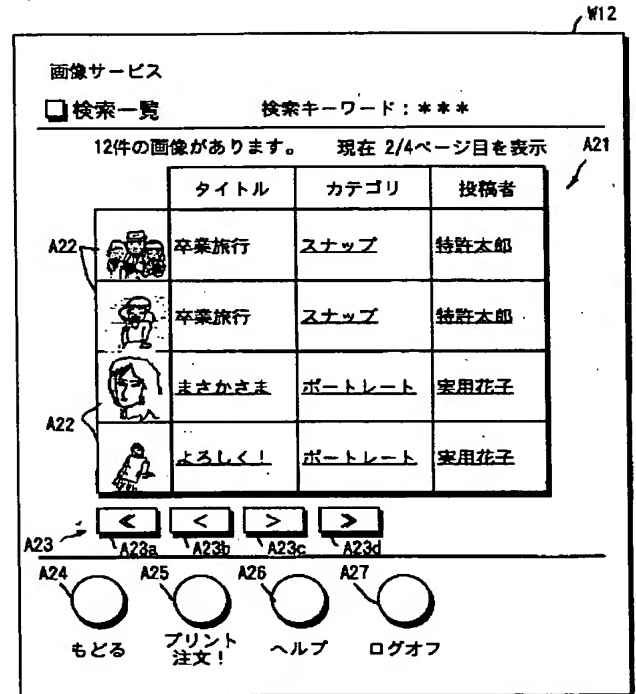 W12
画像サービス
検索一覧 検索キーワード：＊＊＊
12件の画像があります。 現在 2/4ページ目を表示 A21
タイトル カテゴリ 投稿者
A22 卒業旅行 スナップ 特許太郎
卒業旅行 スナップ 特許太郎
まさかさま ポートレート 実用花子
A22
よろしく！ ポートレート 実用花子
≪ ＜ ＞ ≫
A23 A23a A23b A23c A23d
A24 A25 A26 A27
もどる プリント注文！ ヘルプ ログオフ